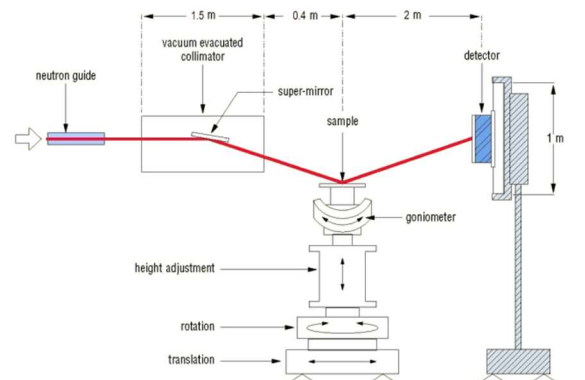 1.5 m
0.4 m
2 m
vacuum evacuated
collimator
detector
neutron guide
super-mirror
sample
1 m
goniometer
height adjustment
rotation
translation